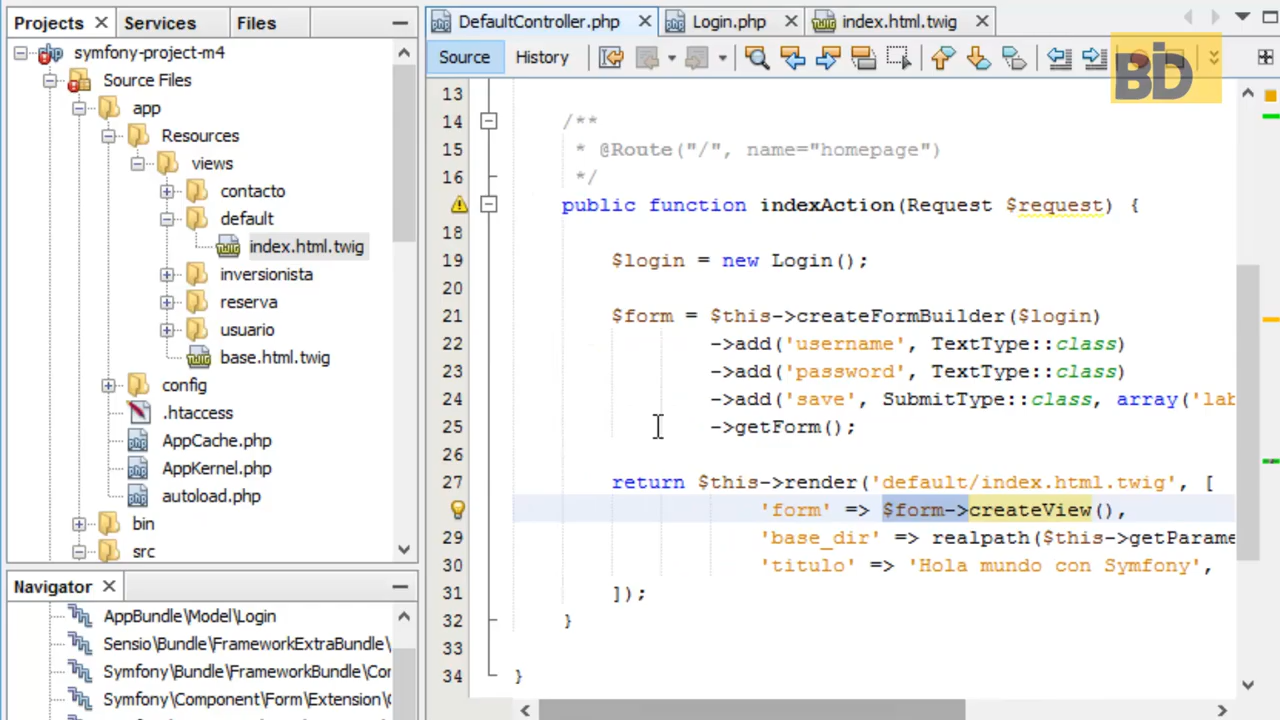 Projects
Services
Files
symfony-project-m4
Source Files
app
Resources
views
contacto
default
index.html.twig
inversionista
reserva
usuario
base.html.twig
config
.htaccess
AppCache.php
AppKernel.php
autoload.php
bin
src
Navigator
AppBundle\Model\Login
Sensio\Bundle\FrameworkExtraBundle\
Symfony\Bundle\FrameworkBundle\Cor
Symfony\Component\Form\Extension\C
DefaultController.php
Login.php
index.html.twig
Source
History
BID
13
14 /**
15 * @Route("/", name="homepage")
16 */
public function indexAction(Request $request) {
18
19 $login = new Login();
20
21 $form = $this->createFormBuilder($login)
22 ->add('username', TextType::class)
23 ->add('password', TextType::class)
24 ->add('save', SubmitType::class, array('lab
25 ->getForm();
26
27 return $this->render('default/index.html.twig', [
'form' => $form->createView(),
29 'base_dir' => realpath($this->getParame
30 'titulo' => 'Hola mundo con Symfony',
31 ]);
32 }
33
34 }